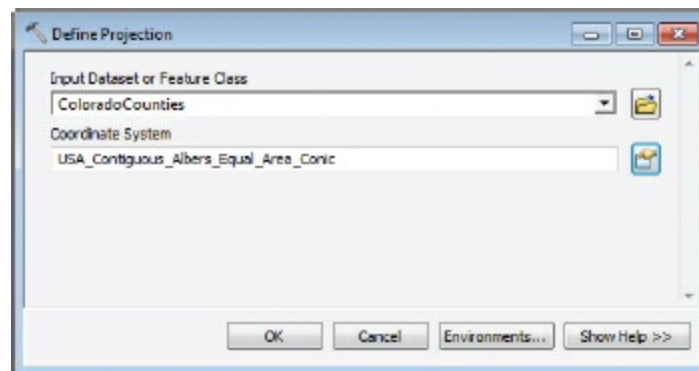 Define Projection
Input Dataset or Feature Class
ColoradoCounties
Coordinate System
USA_Contiguous_Albers_Equal_Area_Conic
OK Cancel Environments... Show Help >>